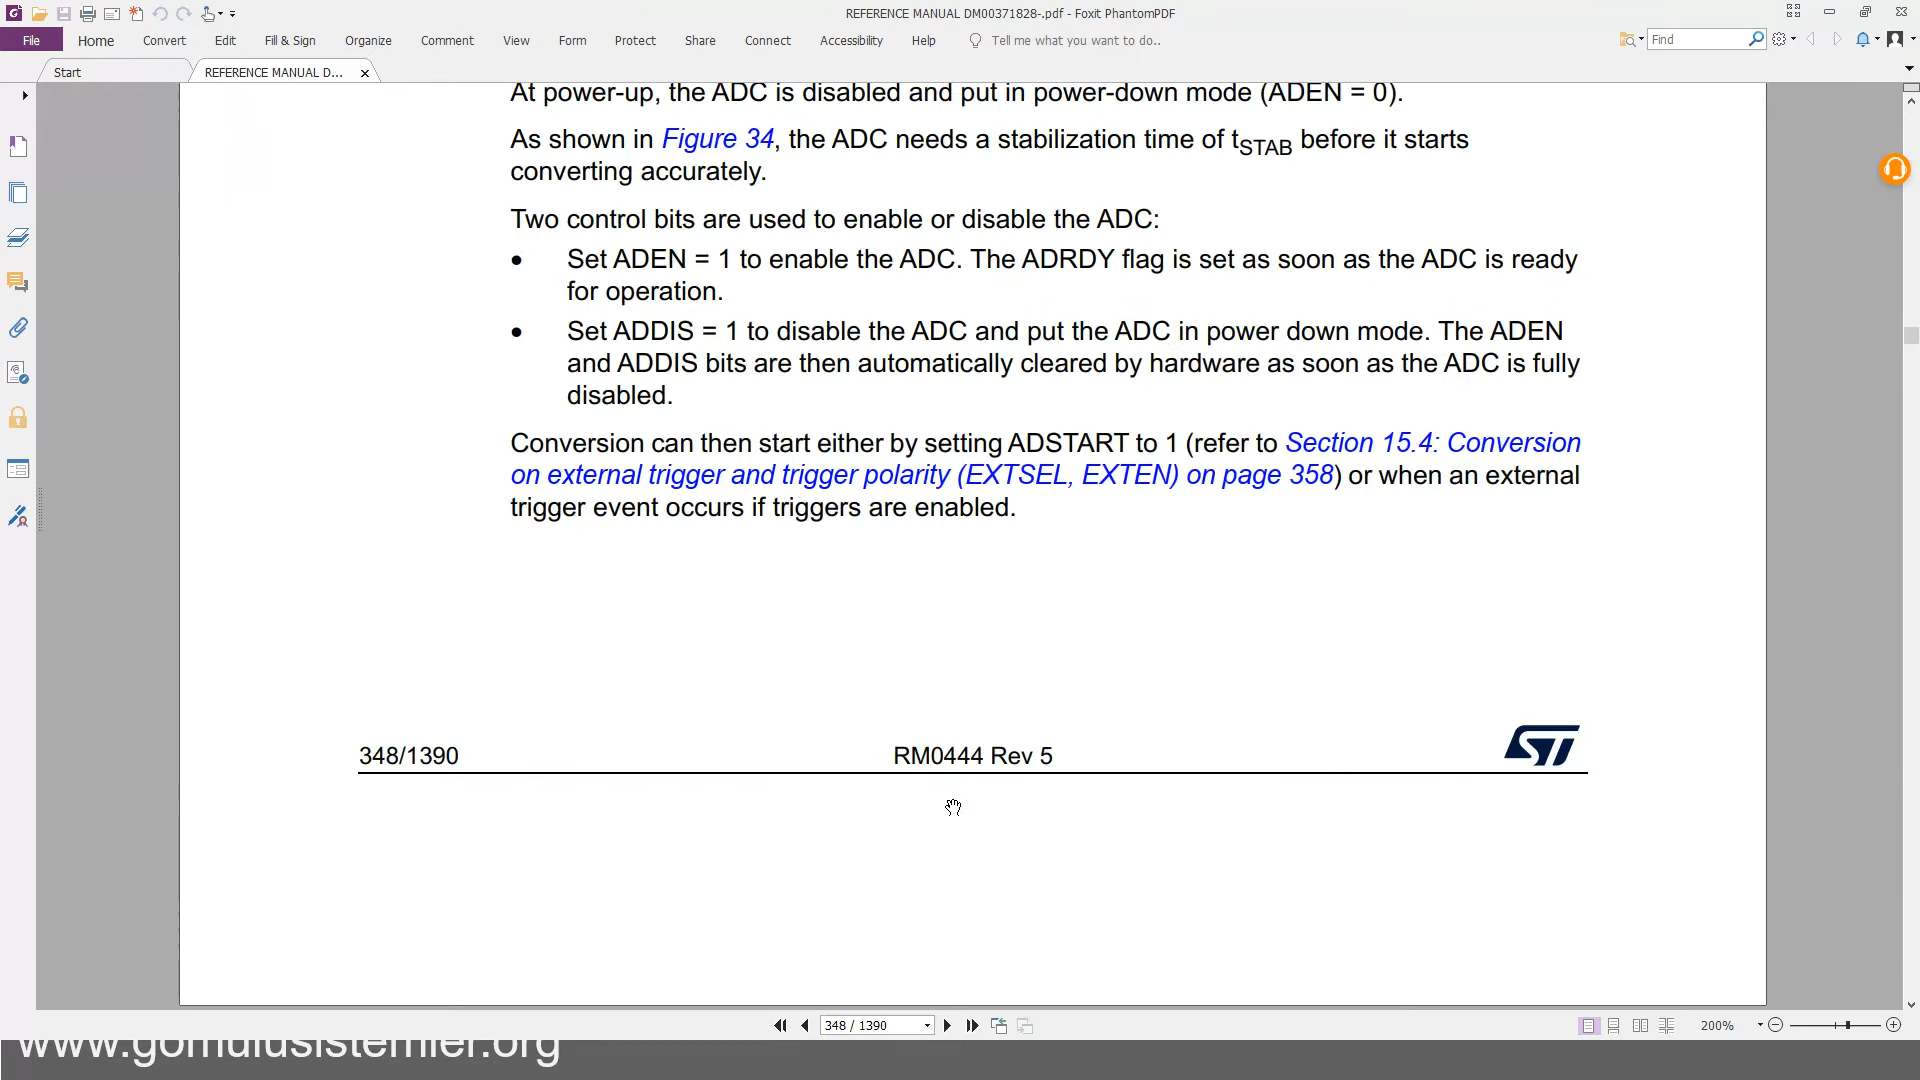 REFERENCE MANUAL DM00371828-.pdf - Foxit PhantomPDF
File Home Convert Edit Fill & Sign Organize Comment View Form Protect Share Connect Accessibility Help Tell me what you want to do.. Find
Start REFERENCE MANUAL D...
At power-up, the ADC is disabled and put in power-down mode (ADEN = 0).
As shown in Figure 34, the ADC needs a stabilization time of tSTAB before it starts
converting accurately.
Two control bits are used to enable or disable the ADC:
• Set ADEN = 1 to enable the ADC. The ADRDY flag is set as soon as the ADC is ready
for operation.
• Set ADDIS = 1 to disable the ADC and put the ADC in power down mode. The ADEN
and ADDIS bits are then automatically cleared by hardware as soon as the ADC is fully
disabled.
Conversion can then start either by setting ADSTART to 1 (refer to Section 15.4: Conversion
on external trigger and trigger polarity (EXTSEL, EXTEN) on page 358) or when an external
trigger event occurs if triggers are enabled.
348/1390 RM0444 Rev 5 ST
348 / 1390 200%
www.gomulusistemler.org